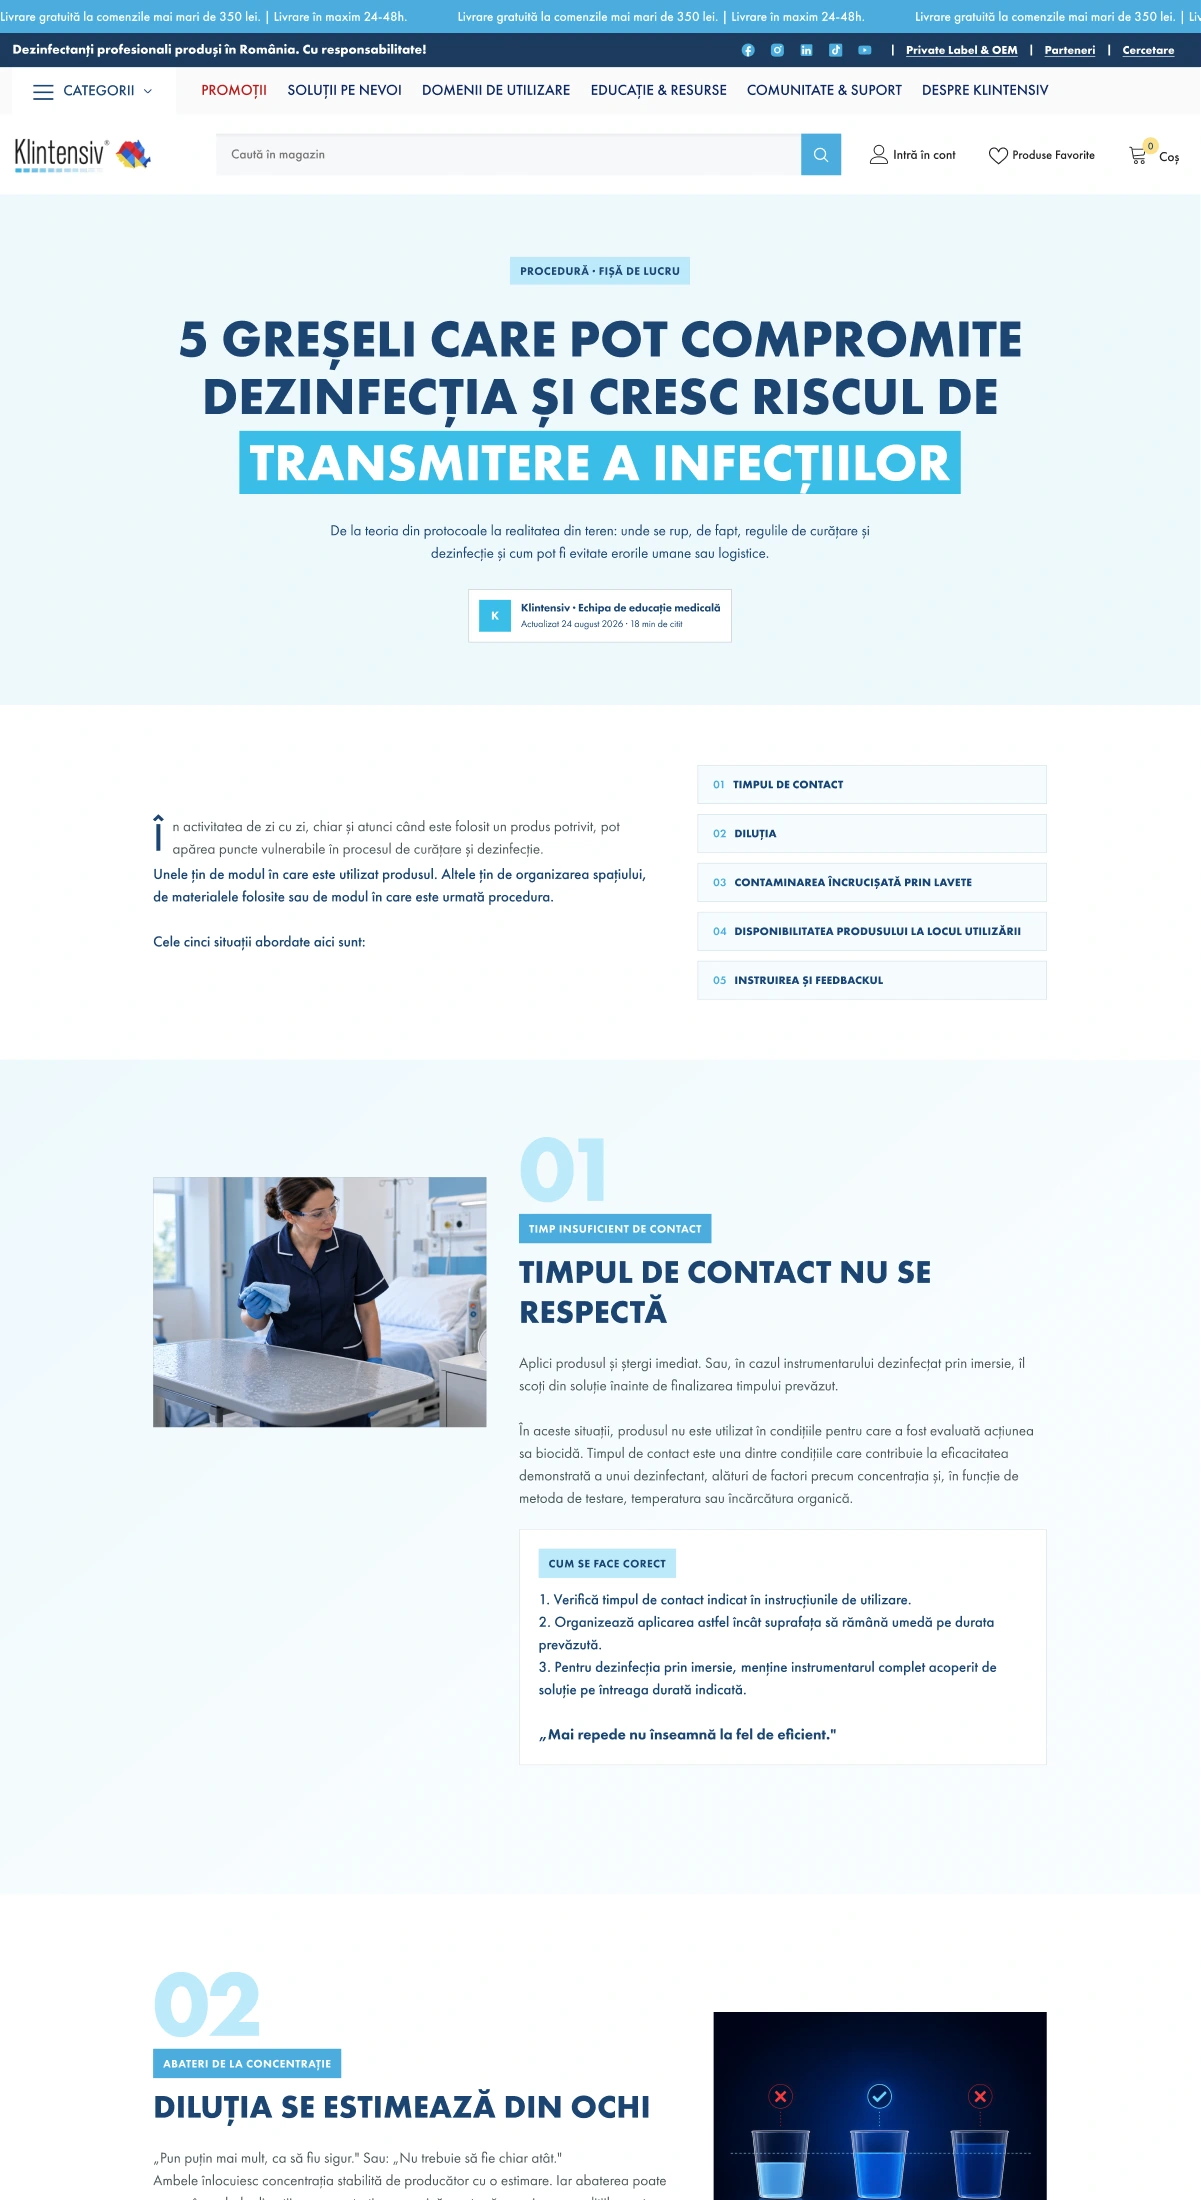 Livrare gratuită la comenzile mai mari de 350 lei. | Livrare în maxim 24-48h. Livrare gratuită la comenzile mai mari de 350 lei. | Livrare în maxim 24-48h. Livrare gratuită la comenzile mai mari de 350 lei. | Li
Dezinfectanți profesionali produși în România. Cu responsabilitate! | Private Label & OEM | Parteneri | Cercetare
CATEGORII PROMOȚII SOLUȚII PE NEVOI DOMENII DE UTILIZARE EDUCAȚIE & RESURSE COMUNITATE & SUPORT DESPRE KLINTENSIV
Klintensiv® Caută în magazin Intră în cont Produse Favorite 0 Coș
PROCEDURĂ · FIȘĂ DE LUCRU
5 GREȘELI CARE POT COMPROMITE
DEZINFECȚIA ȘI CRESC RISCUL DE
TRANSMITERE A INFECȚIILOR
De la teoria din protocoale la realitatea din teren: unde se rup, de fapt, regulile de curățare și
dezinfecție și cum pot fi evitate erorile umane sau logistice.
K
Klintensiv · Echipa de educație medicală
Actualizat 24 august 2026 · 18 min de citit
În activitatea de zi cu zi, chiar și atunci când este folosit un produs potrivit, pot
apărea puncte vulnerabile în procesul de curățare și dezinfecție.
Unele țin de modul în care este utilizat produsul. Altele țin de organizarea spațiului,
de materialele folosite sau de modul în care este urmată procedura.
Cele cinci situații abordate aici sunt:
01 TIMPUL DE CONTACT
02 DILUȚIA
03 CONTAMINAREA ÎNCRUCIȘATĂ PRIN LAVETE
04 DISPONIBILITATEA PRODUSULUI LA LOCUL UTILIZĂRII
05 INSTRUIREA ȘI FEEDBACKUL
01
TIMP INSUFICIENT DE CONTACT
TIMPUL DE CONTACT NU SE
RESPECTĂ
Aplici produsul și ștergi imediat. Sau, în cazul instrumentarului dezinfecțat prin imersie, îl
scoți din soluție înainte de finalizarea timpului prevăzut.
În aceste situații, produsul nu este utilizat în condițiile pentru care a fost evaluată acțiunea
sa biocidă. Timpul de contact este una dintre condițiile care contribuie la eficacitatea
demonstrată a unui dezinfectant, alături de factori precum concentrația și, în funcție de
metoda de testare, temperatura sau încărcătura organică.
CUM SE FACE CORECT
1. Verifică timpul de contact indicat în instrucțiunile de utilizare.
2. Organizează aplicarea astfel încât suprafața să rămână umedă pe durata
prevăzută.
3. Pentru dezinfecția prin imersie, menține instrumentarul complet acoperit de
soluție pe întreaga durată indicată.
„Mai repede nu înseamnă la fel de eficient."
02
ABATERI DE LA CONCENTRAȚIE
DILUȚIA SE ESTIMEAZĂ DIN OCHI
„Pun puțin mai mult, ca să fiu sigur." Sau: „Nu trebuie să fie chiar atât."
Ambele înlocuiesc concentrația stabilită de producător cu o estimare. Iar abaterea poate